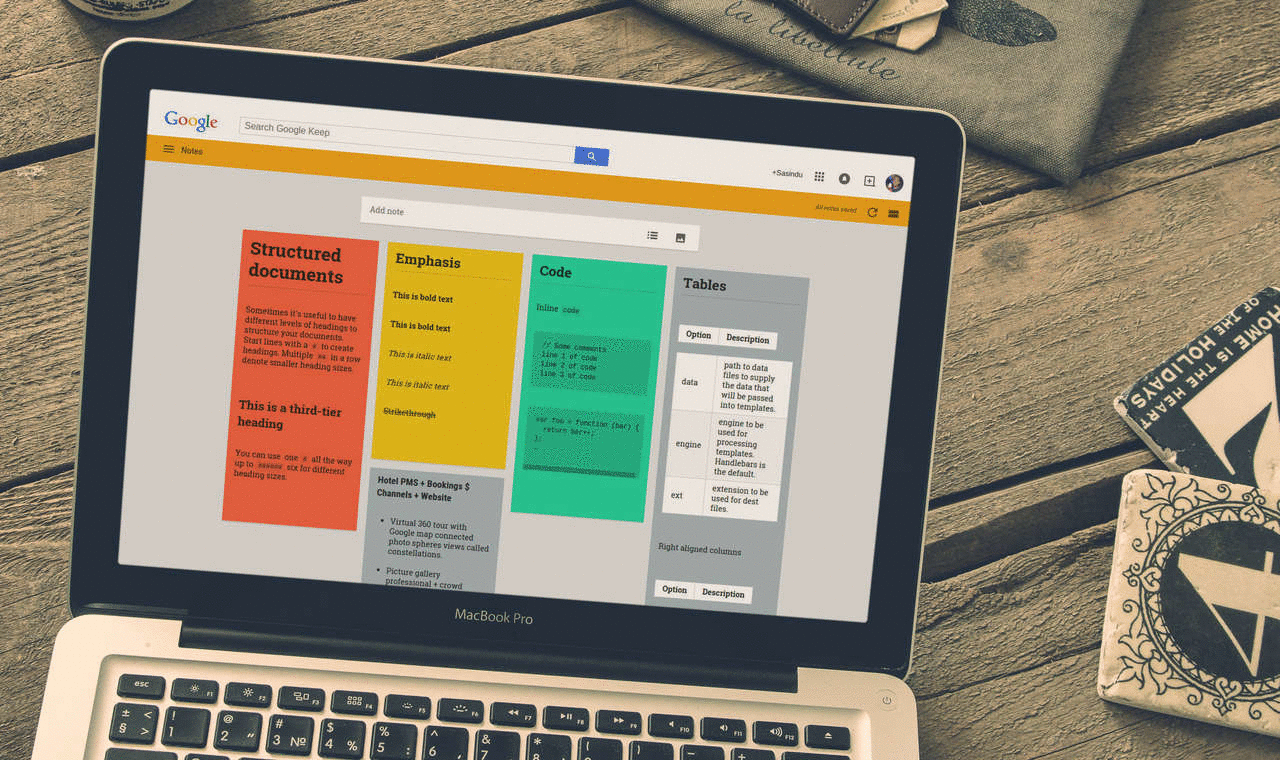 la libellule
Google
Search Google Keep
+Sasindu
Notes
All notes saved
Add note
Structured
documents
Sometimes it's useful to have
different levels of headings to
structure your documents.
Start lines with a # to create
headings. Multiple ## in a row
denote smaller heading sizes.
This is a third-tier
heading
You can use one # all the way
up to ###### six for different
heading sizes.
Emphasis
This is bold text
This is bold text
This is italic text
This is italic text
Strikethrough
Hotel PMS + Bookings $
Channels + Website
• Virtual 360 tour with
Google map connected
photo spheres views called
constellations.
• Picture gallery
professional + crowd
Code
Inline code
// Some comments
line 1 of code
line 2 of code
line 3 of code
var foo = function (bar) {
return bar++;
};
Tables
Option Description
data path to data
files to supply
the data that
will be passed
into templates.
engine engine to be
used for
processing
templates.
Handlebars is
the default.
ext extension to be
used for dest
files.
Right aligned columns
Option Description
HOME IS THE HEART
OF THE HOLIDAYS
MacBook Pro
esc F1 F2 F3 F4 F5 F6 F7 F8 F9 F10 F11 F12
± § < >
! 1
@ 2 "
# 3 №
$ 4 %
% 5 :
^ 6 ,
& 7
* 8
(
)
_
+